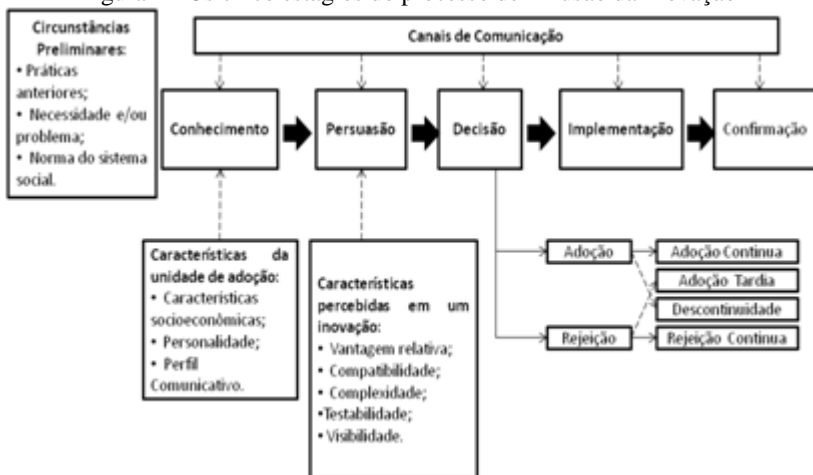 Circunstâncias
Preliminares:
• Práticas
anteriores;
• Necessidade e/ou
problema;
• Norma do sistema
social.
Canais de Comunicação
Conhecimento
Persuasão
Decisão
Implementação
Confirmação
Características da
unidade de adoção:
• Características
socioeconômicas;
• Personalidade;
• Perfil
Comunicativo.
Características
percebidas em um
inovação:
• Vantagem relativa;
• Compatibilidade;
• Complexidade;
•Testabilidade;
• Visibilidade.
Adoção
Rejeição
Adoção Continua
Adoção Tardia
Descontinuidade
Rejeição Continua